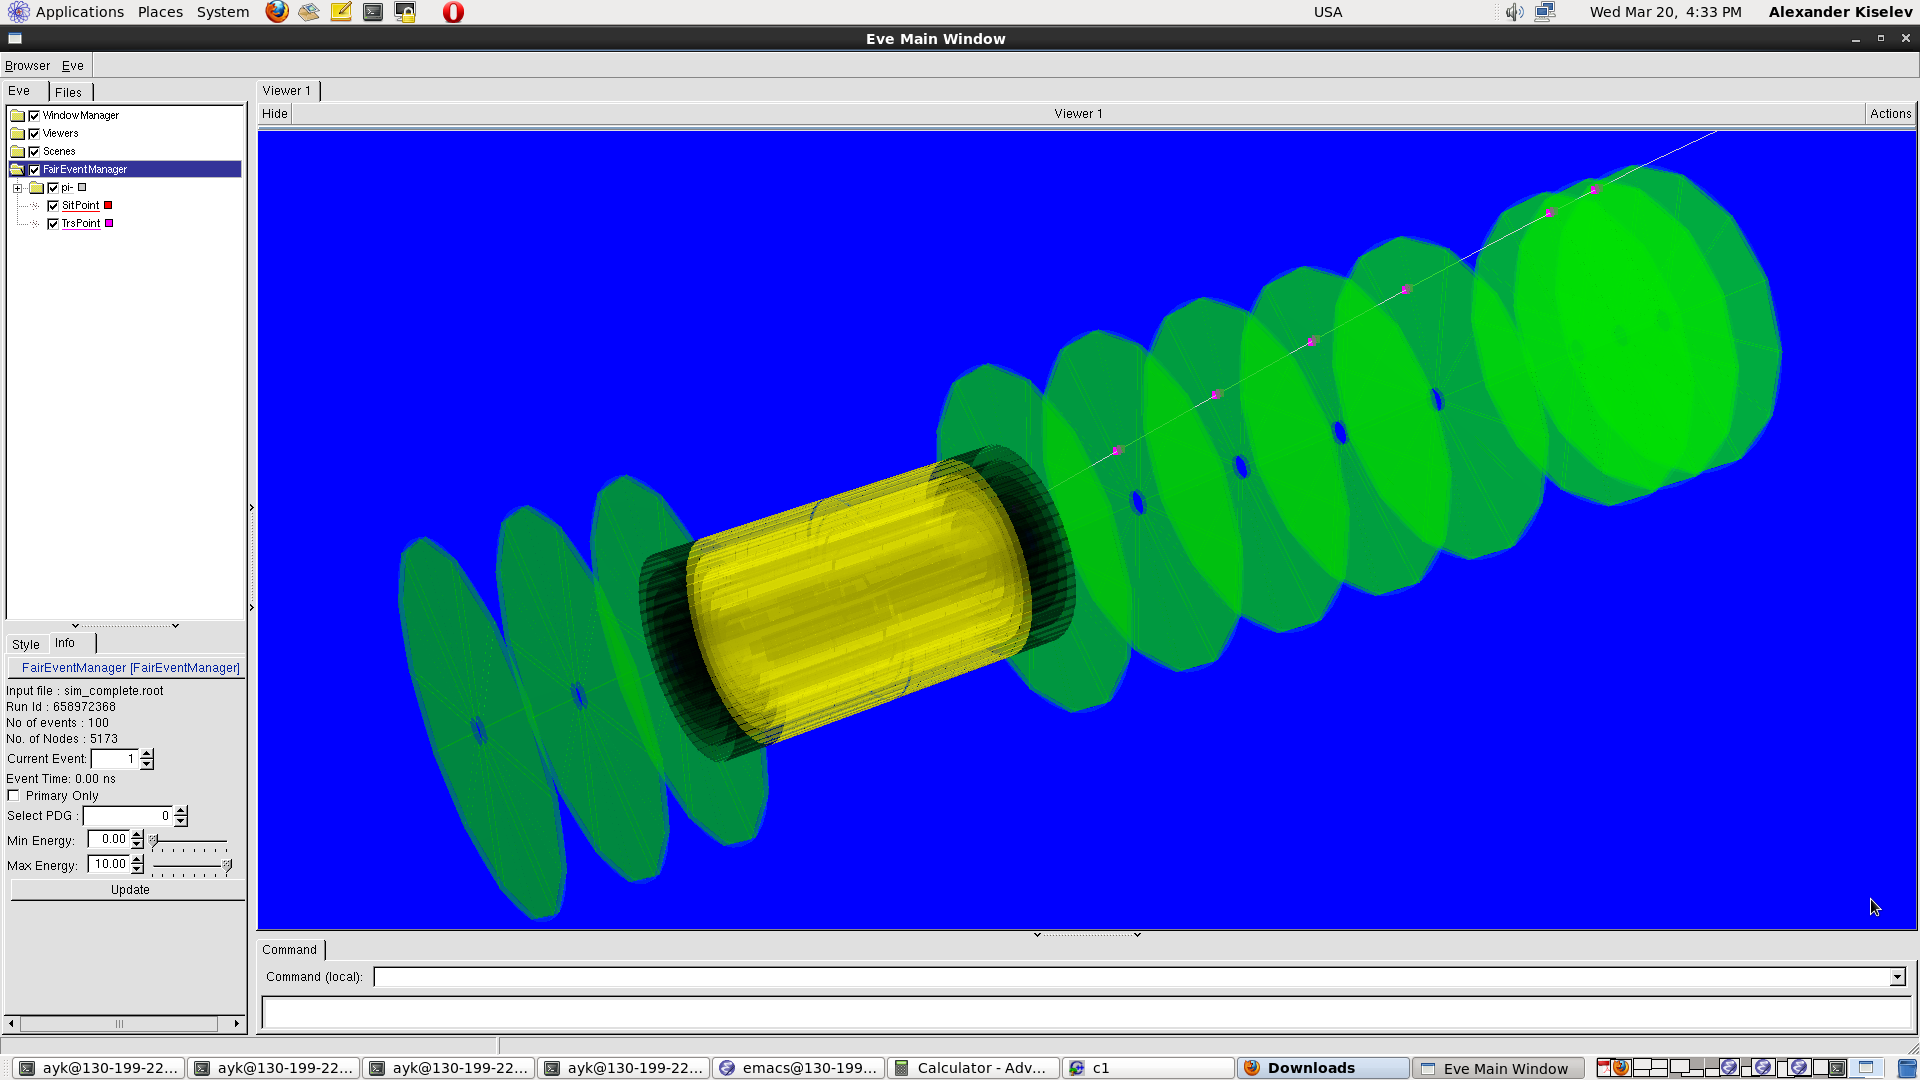 Applications Places System USA Wed Mar 20, 4:33 PM Alexander Kiselev
Eve Main Window
Browser Eve
Eve Files
Viewer 1
Hide Viewer 1 Actions
WindowManager
Viewers
Scenes
FairEventManager
pi-
SitPoint
TrsPoint
Style Info
FairEventManager [FairEventManager]
Input file : sim_complete.root
Run Id : 658972368
No of events : 100
No. of Nodes : 5173
Current Event: 1
Event Time: 0.00 ns
Primary Only
Select PDG : 0
Min Energy: 0.00
Max Energy: 10.00
Update
Command
Command (local):
ayk@130-199-22... ayk@130-199-22... ayk@130-199-22... ayk@130-199-22... emacs@130-199... Calculator - Adv... c1 Downloads Eve Main Window